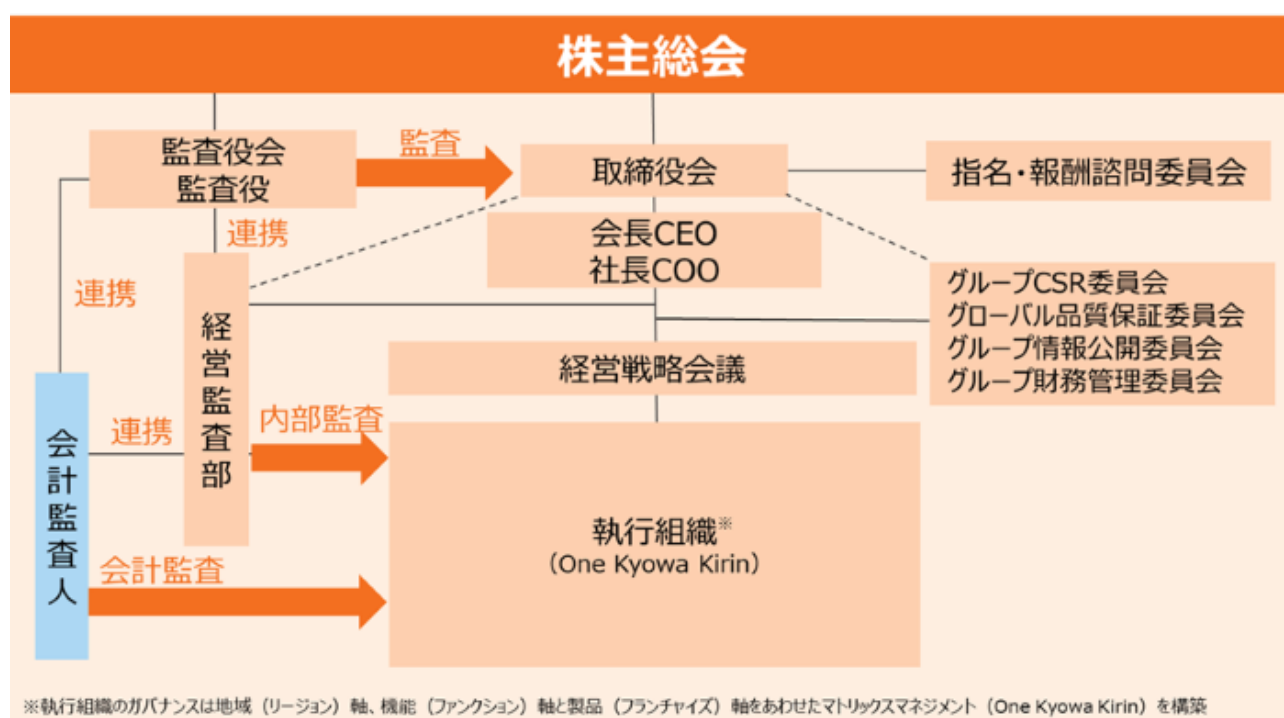 株主総会
監査役会
監査役
監査
取締役会
指名・報酬諮問委員会
連携
会長CEO
社長COO
連携
経営監査部
グループCSR委員会
グローバル品質保証委員会
グループ情報公開委員会
グループ財務管理委員会
経営戦略会議
会計監査人
連携
内部監査
執行組織※
（One Kyowa Kirin）
会計監査
※執行組織のガバナンスは地域（リージョン）軸、機能（ファンクション）軸と製品（フランチャイズ）軸をあわせたマトリックスマネジメント（One Kyowa Kirin）を構築